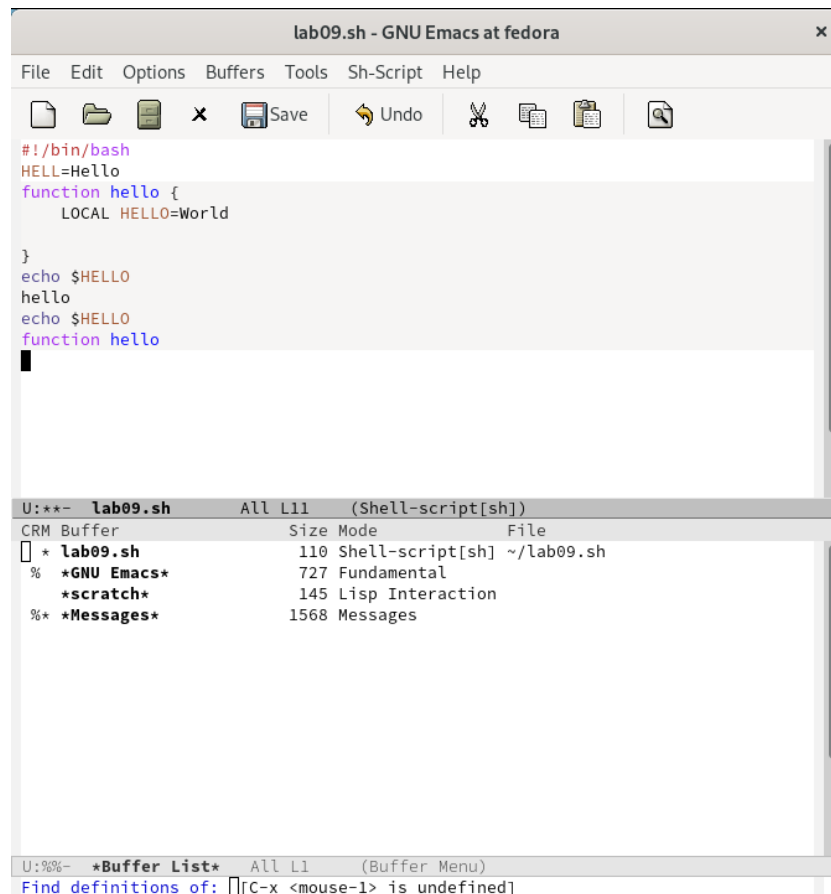 lab09.sh - GNU Emacs at fedora ×
File Edit Options Buffers Tools Sh-Script Help
Save Undo
#!/bin/bash
HELL=Hello
function hello {
    LOCAL HELLO=World
}
echo $HELLO
hello
echo $HELLO
function hello
U:**-  lab09.sh       All L11    (Shell-script[sh])
CRM Buffer                 Size Mode             File
 * lab09.sh                110 Shell-script[sh] ~/lab09.sh
 %  *GNU Emacs*             727 Fundamental
    *scratch*               145 Lisp Interaction
 %* *Messages*             1568 Messages
U:%%-  *Buffer List*   All L1     (Buffer Menu)
Find definitions of: [C-x <mouse-1> is undefined]